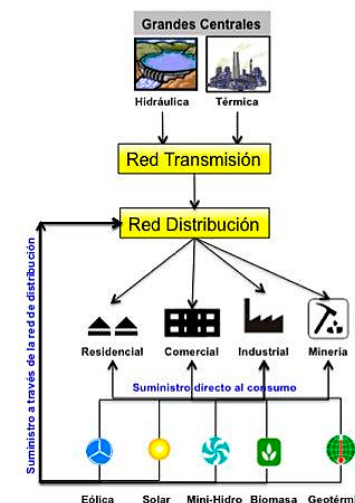 Grandes Centrales
Hidráulica Térmica
Red Transmisión
Red Distribución
Suministro a través de la red de distribución
Residencial Comercial Industrial Minería
Suministro directo al consumo
Eólica Solar Mini-Hidro Biomasa Geotérmi